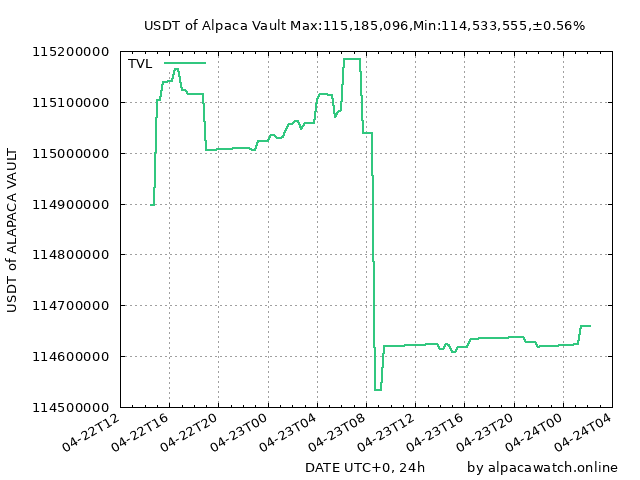 USDT of Alpaca Vault Max:115,185,096,Min:114,533,555,±0.56%
TVL
115200000
115100000
115000000
114900000
114800000
114700000
114600000
114500000
USDT of ALAPACA VAULT
04-22T12
04-22T16
04-22T20
04-23T00
04-23T04
04-23T08
04-23T12
04-23T16
04-23T20
04-24T00
04-24T04
DATE UTC+0, 24h
by alpacawatch.online